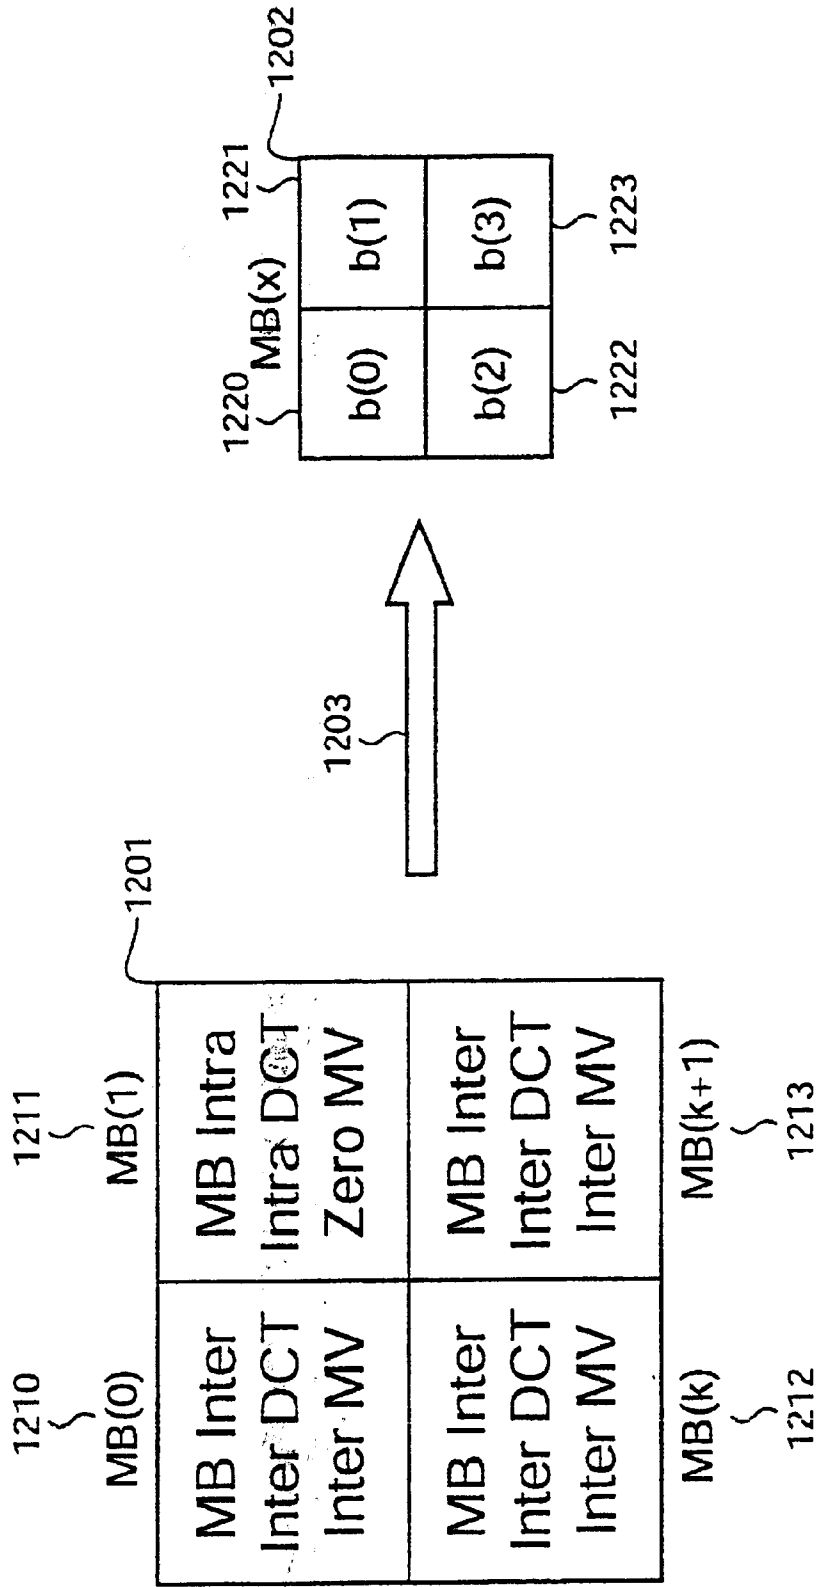 1210
1211
MB(0)
MB(1)
1201
MB Inter
Inter DCT
Inter MV
MB Intra
Intra DCT
Zero MV
MB Inter
Inter DCT
Inter MV
MB Inter
Inter DCT
Inter MV
MB(k)
MB(k+1)
1212
1213
1203
1220
1221
MB(x)
1202
b(0)
b(1)
b(2)
b(3)
1222
1223